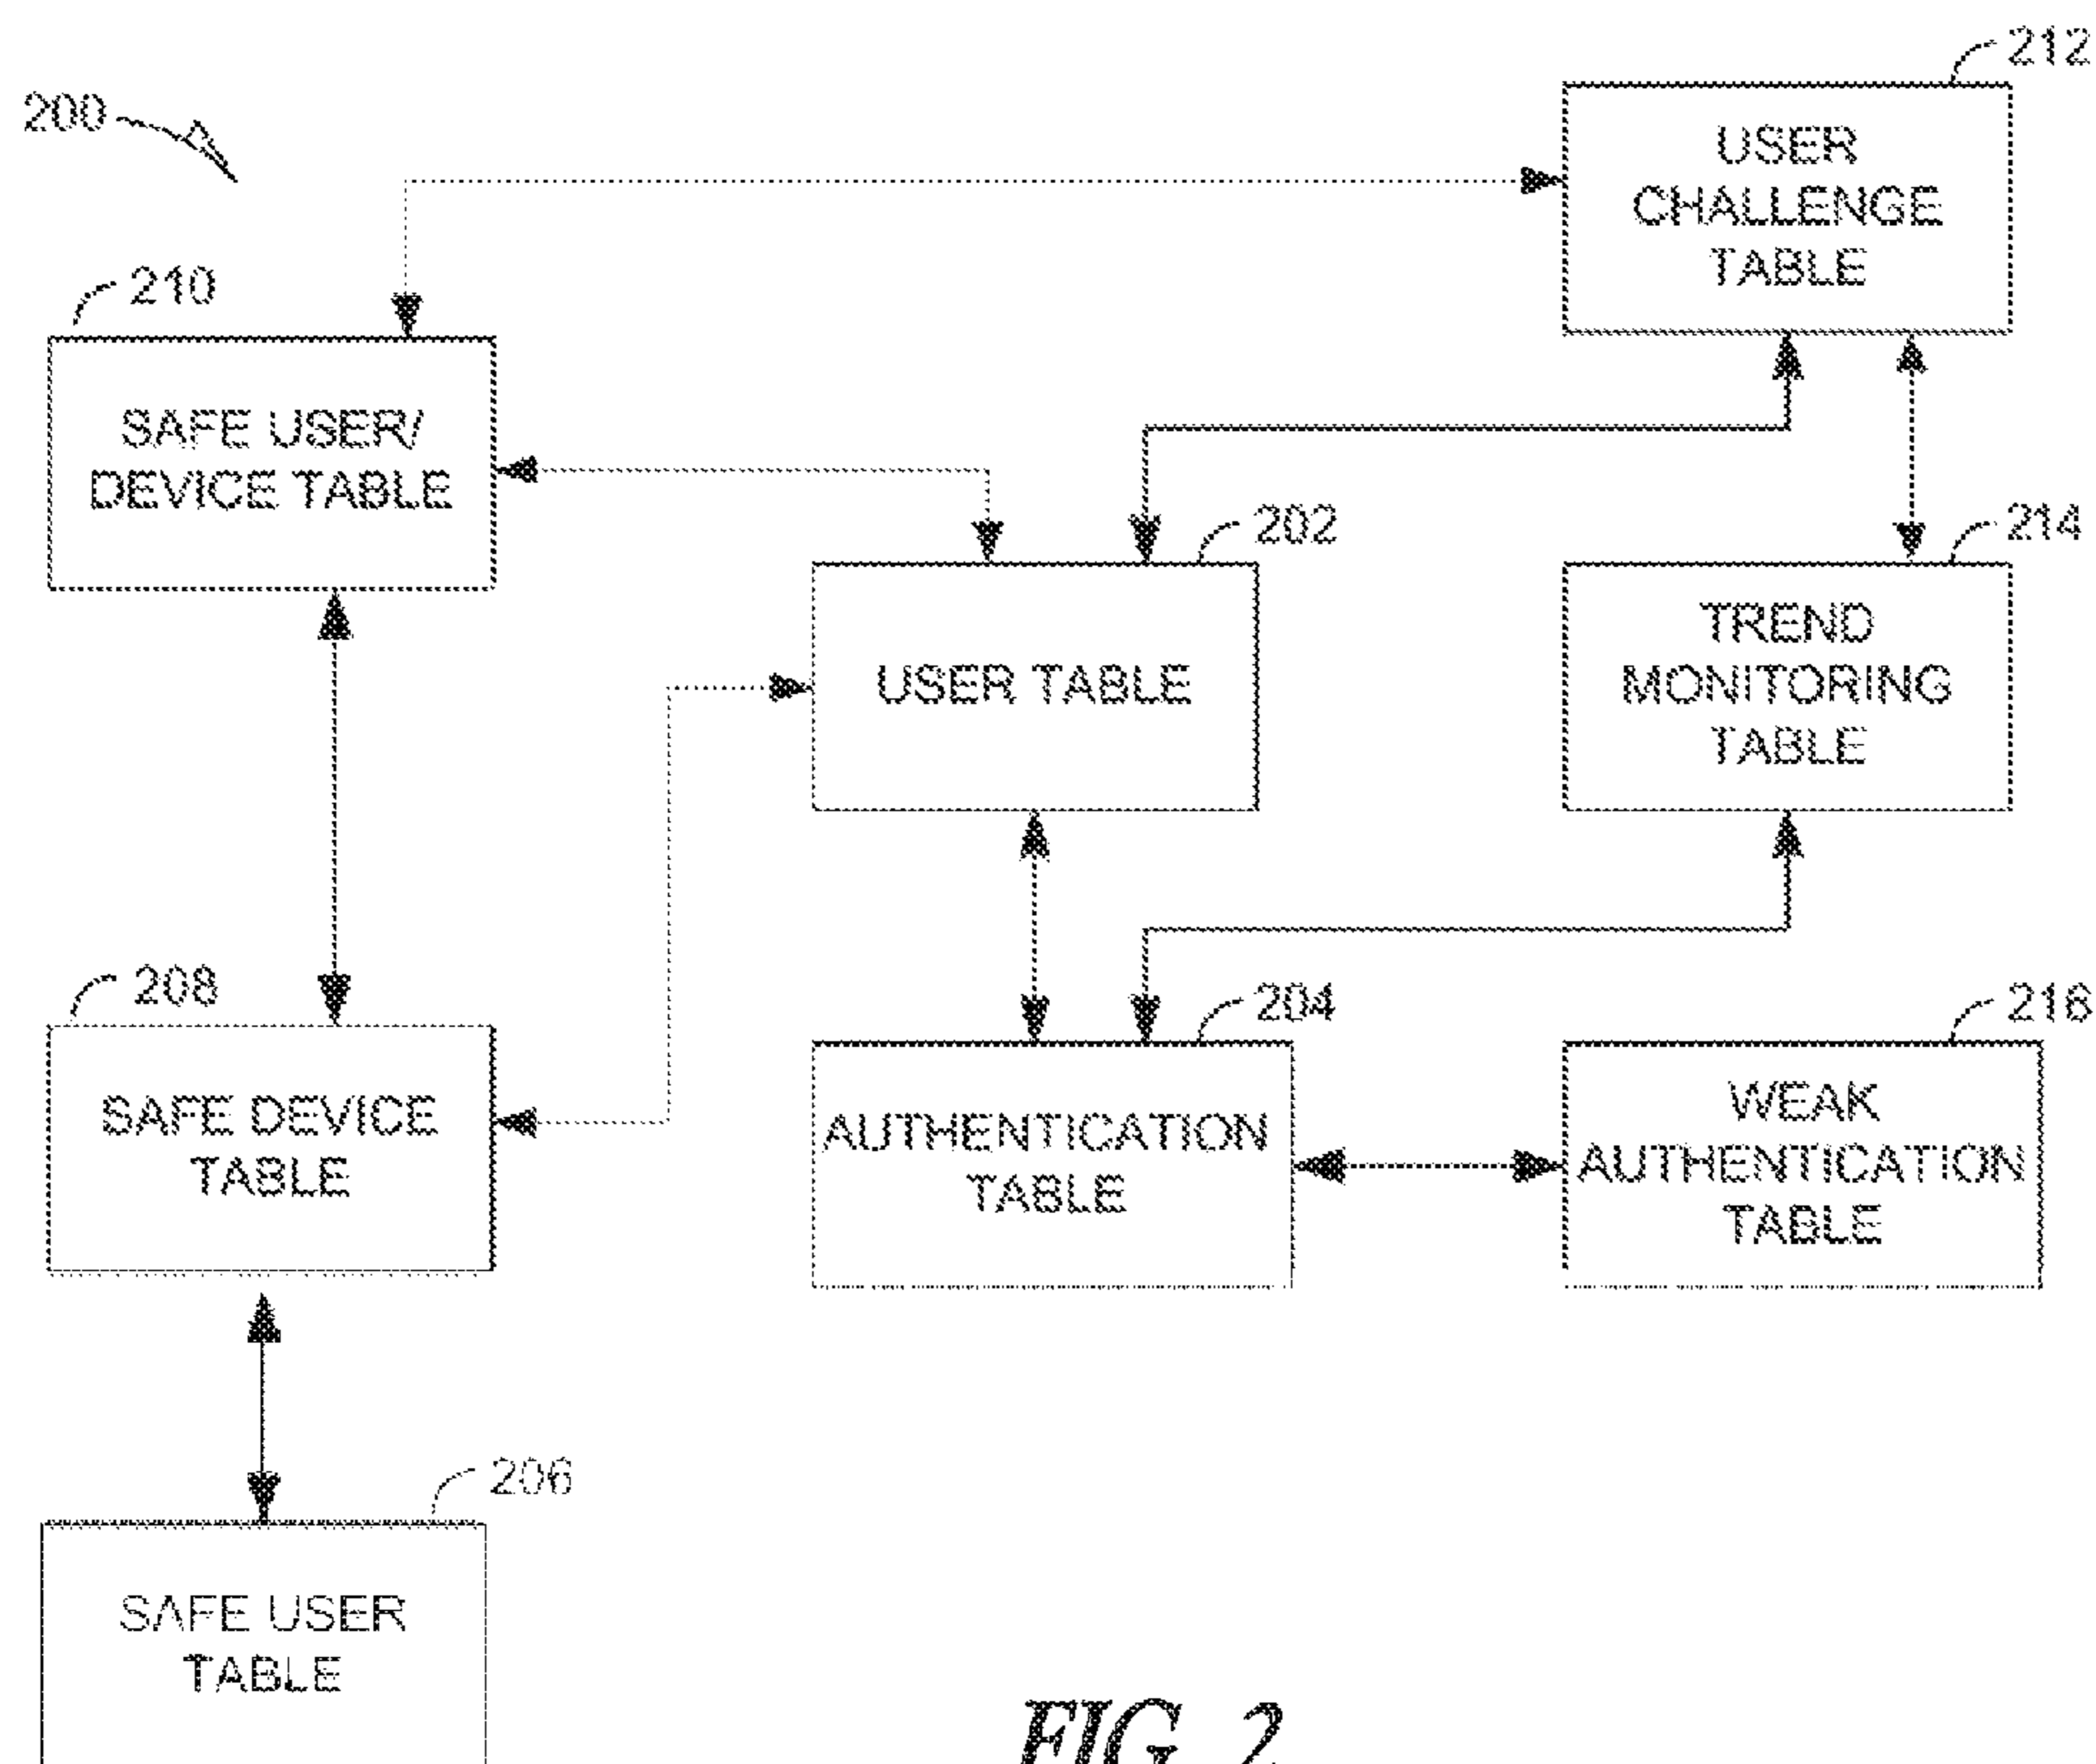 212
200
USER
CHALLENGE
TABLE
210
SAFE USER/
DEVICE TABLE
202
214
USER TABLE
TREND
MONITORING
TABLE
208
204
216
SAFE DEVICE
TABLE
AUTHENTICATION
TABLE
WEAK
AUTHENTICATION
TABLE
206
SAFE USER
TABLE
FIG. 2